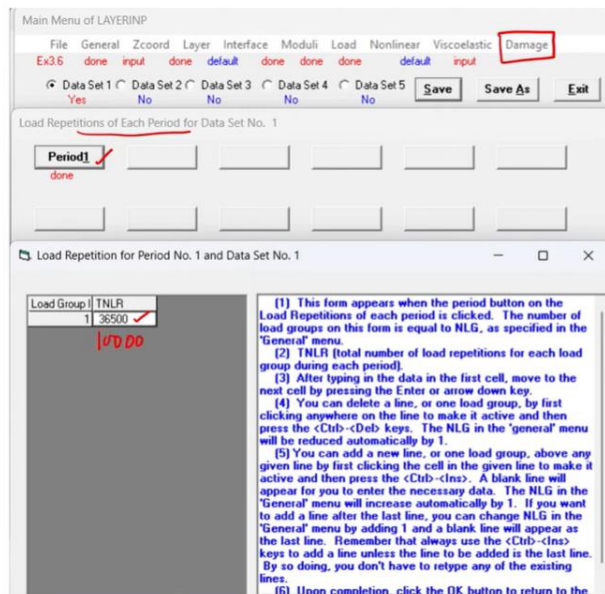 Main Menu of LAYERINP
File General Zcoord Layer Interface Moduli Load Nonlinear Viscoelastic Damage
Ex3.6 done input done default done done done default input
Data Set 1 Data Set 2 Data Set 3 Data Set 4 Data Set 5 Save Save As Exit
Yes No No No No
Load Repetitions of Each Period for Data Set No. 1
Period1
done
Load Repetition for Period No. 1 and Data Set No. 1
Load Group I TNLR
1 36500
10000
(1) This form appears when the period button on the
Load Repetitions of each period is clicked. The number of
load groups on this form is equal to NLG, as specified in the
'General' menu.
(2) TNLR (total number of load repetitions for each load
group during each period).
(3) After typing in the data in the first cell, move to the
next cell by pressing the Enter or arrow down key.
(4) You can delete a line, or one load group, by first
clicking anywhere on the line to make it active and then
press the <Ctrl>-<Del> keys. The NLG in the 'general' menu
will be reduced automatically by 1.
(5) You can add a new line, or one load group, above any
given line by first clicking the cell in the given line to make it
active and then press the <Ctrl>-<Ins>. A blank line will
appear for you to enter the necessary data. The NLG in the
'General' menu will increase automatically by 1. If you want
to add a line after the last line, you can change NLG in the
'General' menu by adding 1 and a blank line will appear as
the last line. Remember that always use the <Ctrl>-<Ins>
keys to add a line unless the line to be added is the last line.
By so doing, you don't have to retype any of the existing
lines.
(6) Upon completion, click the OK button to return to the